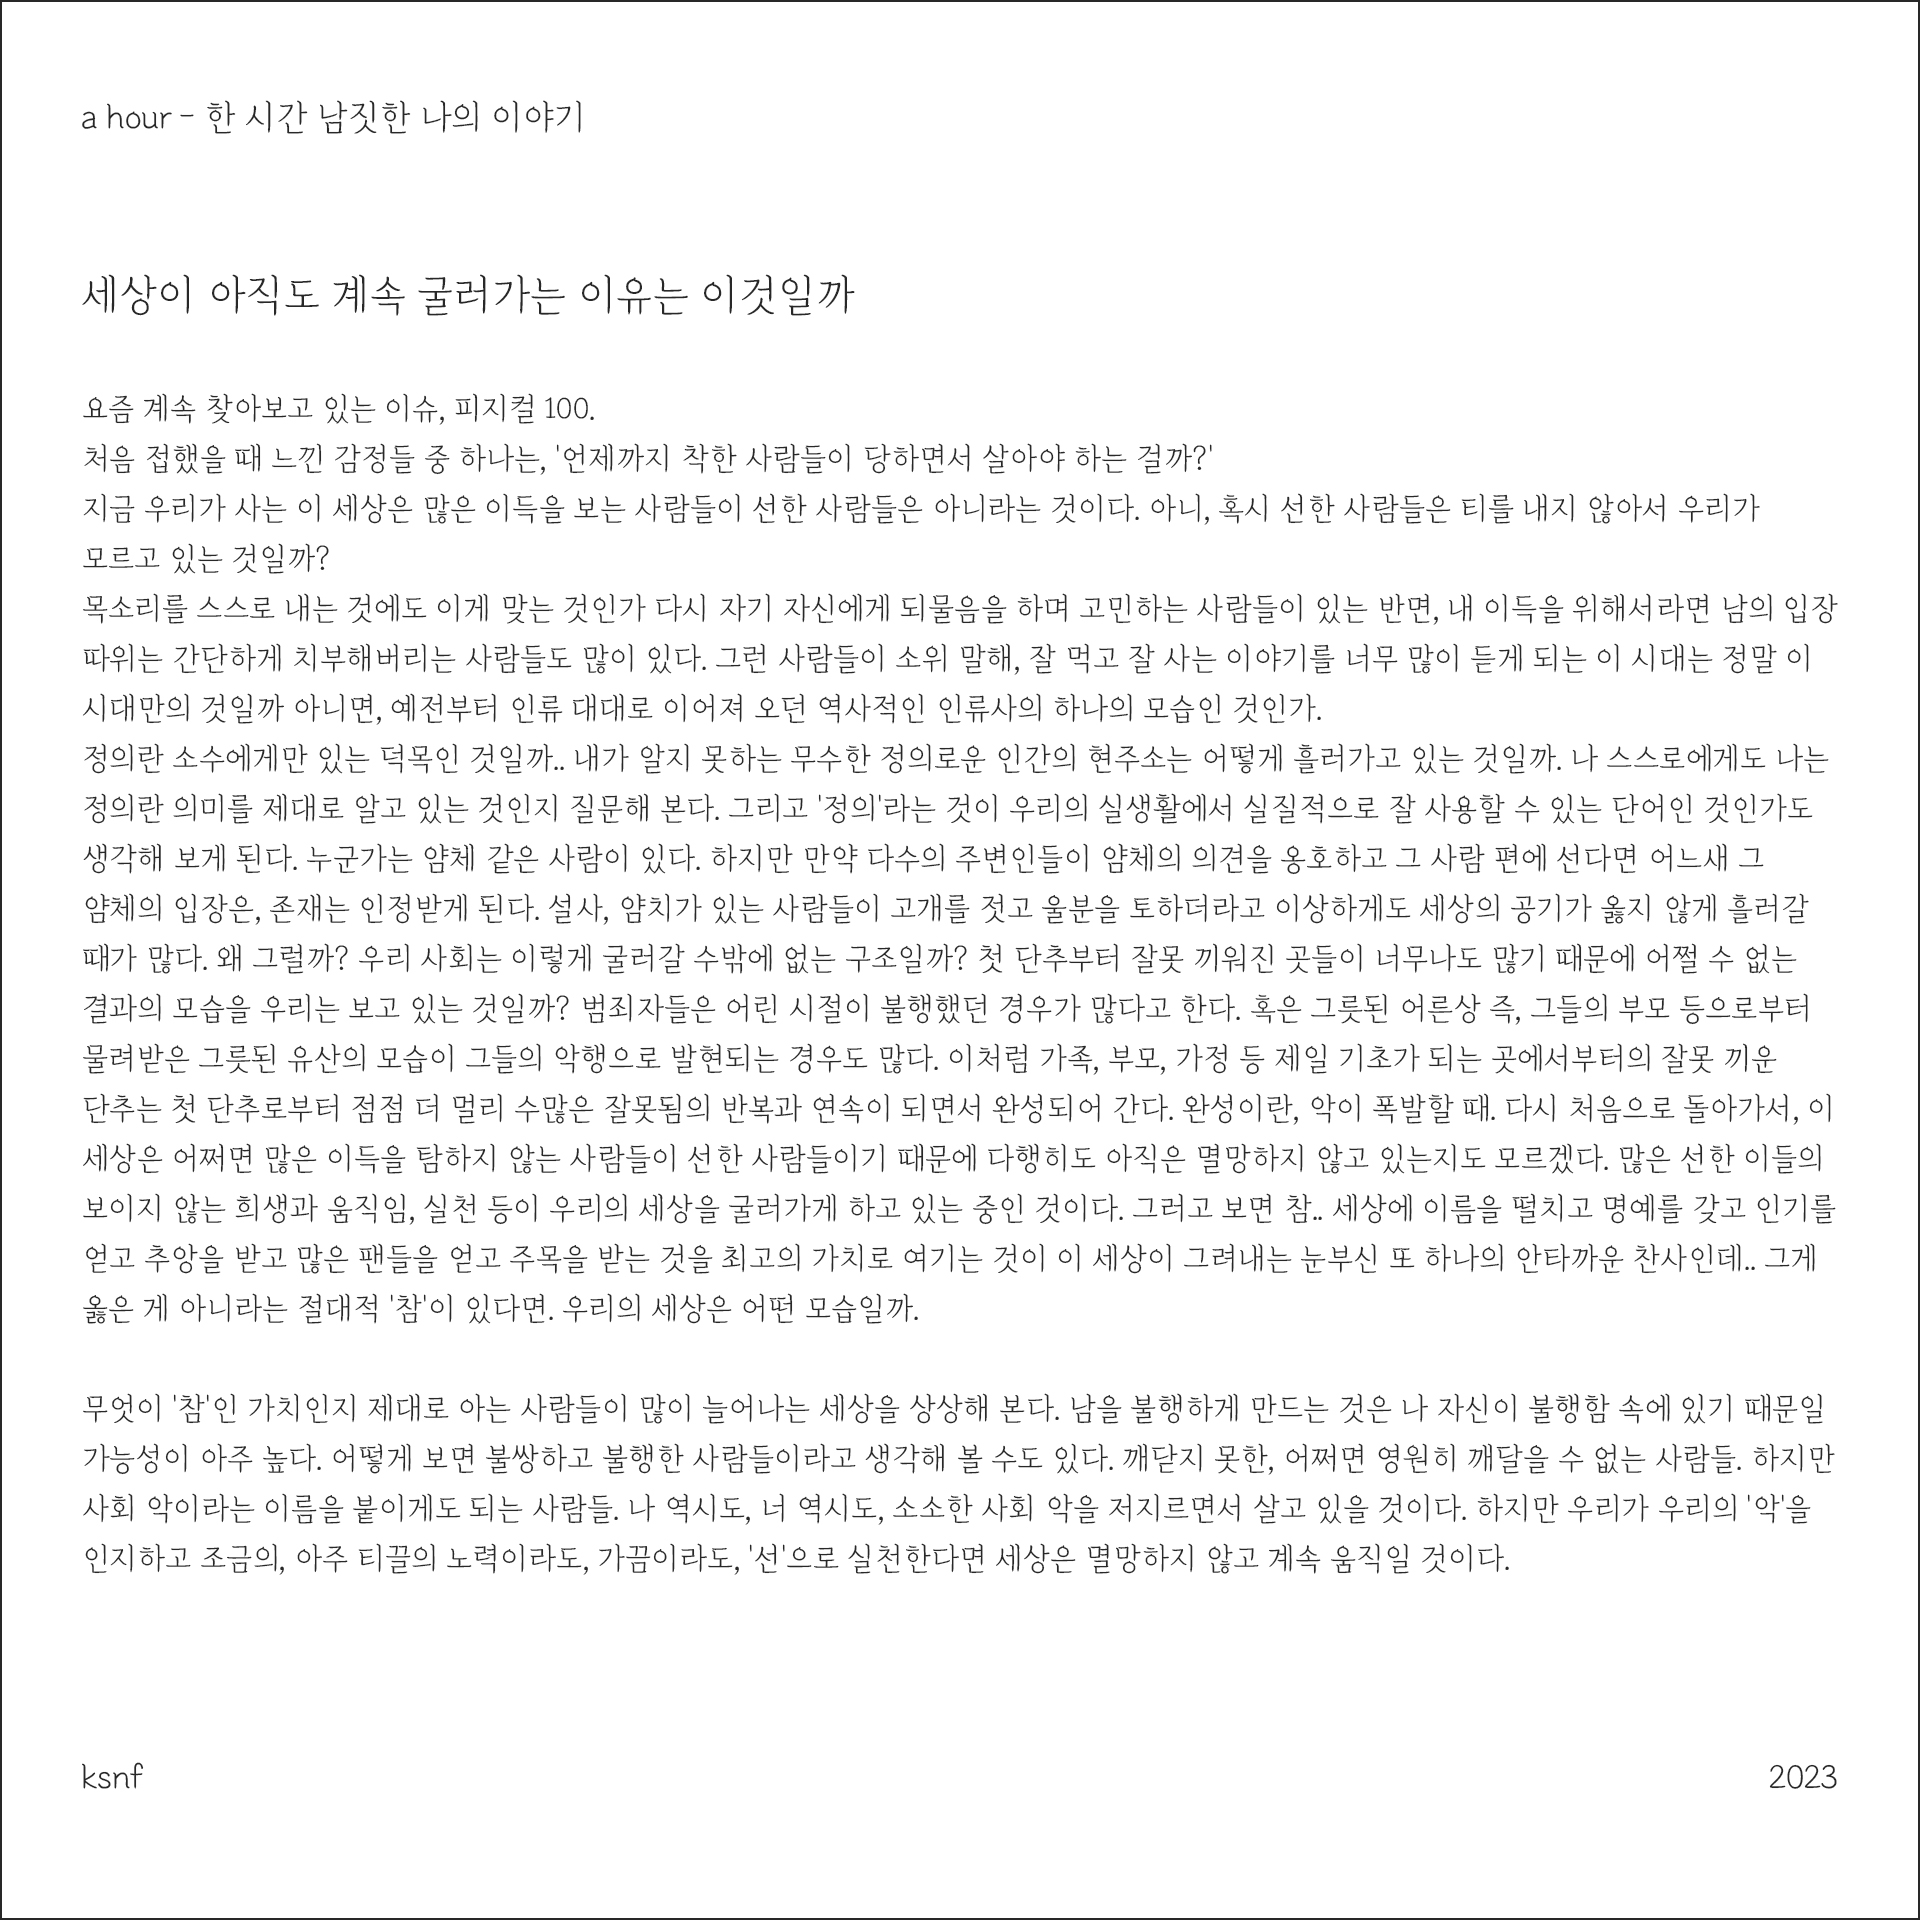 a hour - 한 시간 남짓한 나의 이야기
세상이 아직도 계속 굴러가는 이유는 이것일까
요즘 계속 찾아보고 있는 이슈, 피지컬 100.
처음 접했을 때 느낀 감정들 중 하나는, '언제까지 착한 사람들이 당하면서 살아야 하는 걸까?'
지금 우리가 사는 이 세상은 많은 이득을 보는 사람들이 선한 사람들은 아니라는 것이다. 아니, 혹시 선한 사람들은 티를 내지 않아서 우리가
모르고 있는 것일까?
목소리를 스스로 내는 것에도 이게 맞는 것인가 다시 자기 자신에게 되물음을 하며 고민하는 사람들이 있는 반면, 내 이득을 위해서라면 남의 입장
따위는 간단하게 치부해버리는 사람들도 많이 있다. 그런 사람들이 소위 말해, 잘 먹고 잘 사는 이야기를 너무 많이 듣게 되는 이 시대는 정말 이
시대만의 것일까 아니면, 예전부터 인류 대대로 이어져 오던 역사적인 인류사의 하나의 모습인 것인가.
정의란 소수에게만 있는 덕목인 것일까.. 내가 알지 못하는 무수한 정의로운 인간의 현주소는 어떻게 흘러가고 있는 것일까. 나 스스로에게도 나는
정의란 의미를 제대로 알고 있는 것인지 질문해 본다. 그리고 '정의'라는 것이 우리의 실생활에서 실질적으로 잘 사용할 수 있는 단어인 것인가도
생각해 보게 된다. 누군가는 얌체 같은 사람이 있다. 하지만 만약 다수의 주변인들이 얌체의 의견을 옹호하고 그 사람 편에 선다면 어느새 그
얌체의 입장은, 존재는 인정받게 된다. 설사, 얌치가 있는 사람들이 고개를 젓고 울분을 토하더라고 이상하게도 세상의 공기가 옳지 않게 흘러갈
때가 많다. 왜 그럴까? 우리 사회는 이렇게 굴러갈 수밖에 없는 구조일까? 첫 단추부터 잘못 끼워진 곳들이 너무나도 많기 때문에 어쩔 수 없는
결과의 모습을 우리는 보고 있는 것일까? 범죄자들은 어린 시절이 불행했던 경우가 많다고 한다. 혹은 그릇된 어른상 즉, 그들의 부모 등으로부터
물려받은 그릇된 유산의 모습이 그들의 악행으로 발현되는 경우도 많다. 이처럼 가족, 부모, 가정 등 제일 기초가 되는 곳에서부터의 잘못 끼운
단추는 첫 단추로부터 점점 더 멀리 수많은 잘못됨의 반복과 연속이 되면서 완성되어 간다. 완성이란, 악이 폭발할 때. 다시 처음으로 돌아가서, 이
세상은 어쩌면 많은 이득을 탐하지 않는 사람들이 선한 사람들이기 때문에 다행히도 아직은 멸망하지 않고 있는지도 모르겠다. 많은 선한 이들의
보이지 않는 희생과 움직임, 실천 등이 우리의 세상을 굴러가게 하고 있는 중인 것이다. 그러고 보면 참.. 세상에 이름을 떨치고 명예를 갖고 인기를
얻고 추앙을 받고 많은 팬들을 얻고 주목을 받는 것을 최고의 가치로 여기는 것이 이 세상이 그려내는 눈부신 또 하나의 안타까운 찬사인데.. 그게
옳은 게 아니라는 절대적 '참'이 있다면. 우리의 세상은 어떤 모습일까.
무엇이 '참'인 가치인지 제대로 아는 사람들이 많이 늘어나는 세상을 상상해 본다. 남을 불행하게 만드는 것은 나 자신이 불행함 속에 있기 때문일
가능성이 아주 높다. 어떻게 보면 불쌍하고 불행한 사람들이라고 생각해 볼 수도 있다. 깨닫지 못한, 어쩌면 영원히 깨달을 수 없는 사람들. 하지만
사회 악이라는 이름을 붙이게도 되는 사람들. 나 역시도, 너 역시도, 소소한 사회 악을 저지르면서 살고 있을 것이다. 하지만 우리가 우리의 '악'을
인지하고 조금의, 아주 티끌의 노력이라도, 가끔이라도, '선'으로 실천한다면 세상은 멸망하지 않고 계속 움직일 것이다.
ksnf
2023